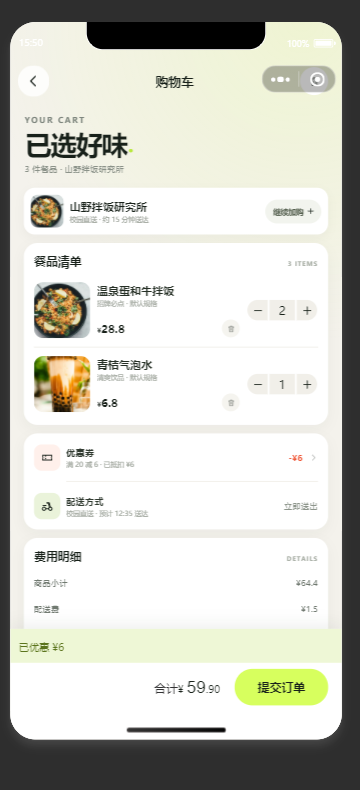 15:50
100%
购物车
YOUR CART
已选好味
3 件餐品 · 山野拌饭研究所
山野拌饭研究所
校园直送 · 约 15 分钟送达
继续加购 +
餐品清单
3 ITEMS
温泉蛋和牛拌饭
招牌必点 · 默认规格
¥28.8
− 2 +
青桔气泡水
清爽饮品 · 默认规格
¥6.8
− 1 +
优惠券
满 20 减 6 · 已抵扣 ¥6
-¥6
配送方式
校园直送 · 预计 12:35 送达
立即送出
费用明细
DETAILS
商品小计
¥64.4
配送费
¥1.5
已优惠 ¥6
合计¥ 59.90
提交订单